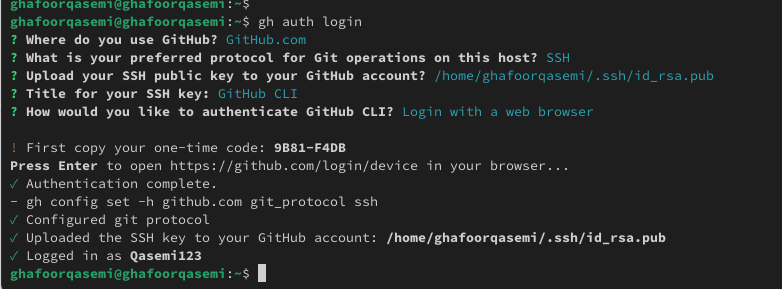 ghafoorqasemi@ghafoorqasemi:~$
ghafoorqasemi@ghafoorqasemi:~$ gh auth login
? Where do you use GitHub? GitHub.com
? What is your preferred protocol for Git operations on this host? SSH
? Upload your SSH public key to your GitHub account? /home/ghafoorqasemi/.ssh/id_rsa.pub
? Title for your SSH key: GitHub CLI
? How would you like to authenticate GitHub CLI? Login with a web browser
! First copy your one-time code: 9B81-F4DB
Press Enter to open https://github.com/login/device in your browser...
✓ Authentication complete.
- gh config set -h github.com git_protocol ssh
✓ Configured git protocol
✓ Uploaded the SSH key to your GitHub account: /home/ghafoorqasemi/.ssh/id_rsa.pub
✓ Logged in as Qasemi123
ghafoorqasemi@ghafoorqasemi:~$